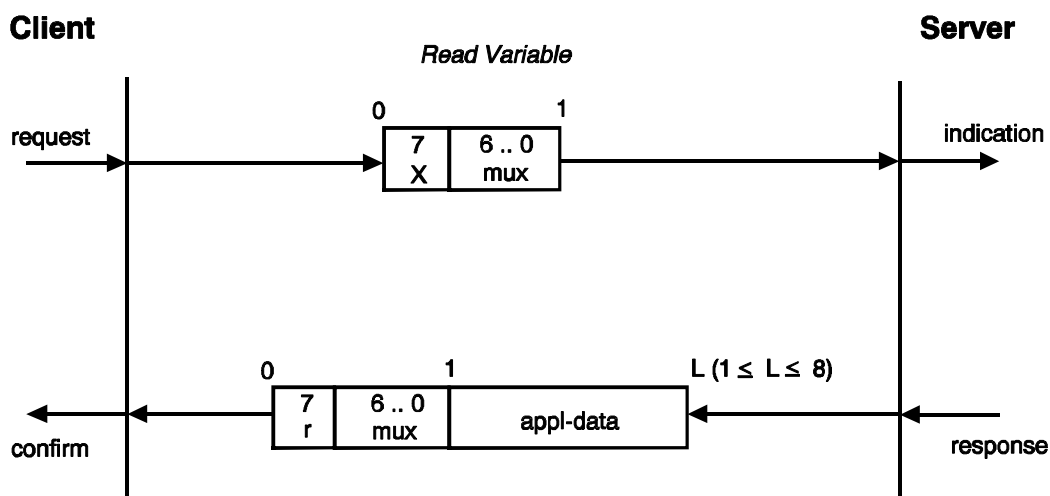 Client
Server
Read Variable
0
1
request
7
6 .. 0
indication
X
mux
0
1
L (1 ≤ L ≤ 8)
7
6 .. 0
r
mux
appl-data
confirm
response